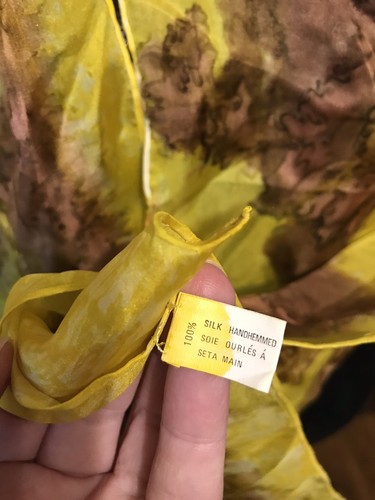 100%
SILK HANDHEMMED
SOIE OURLÉS Á
SETA MAIN